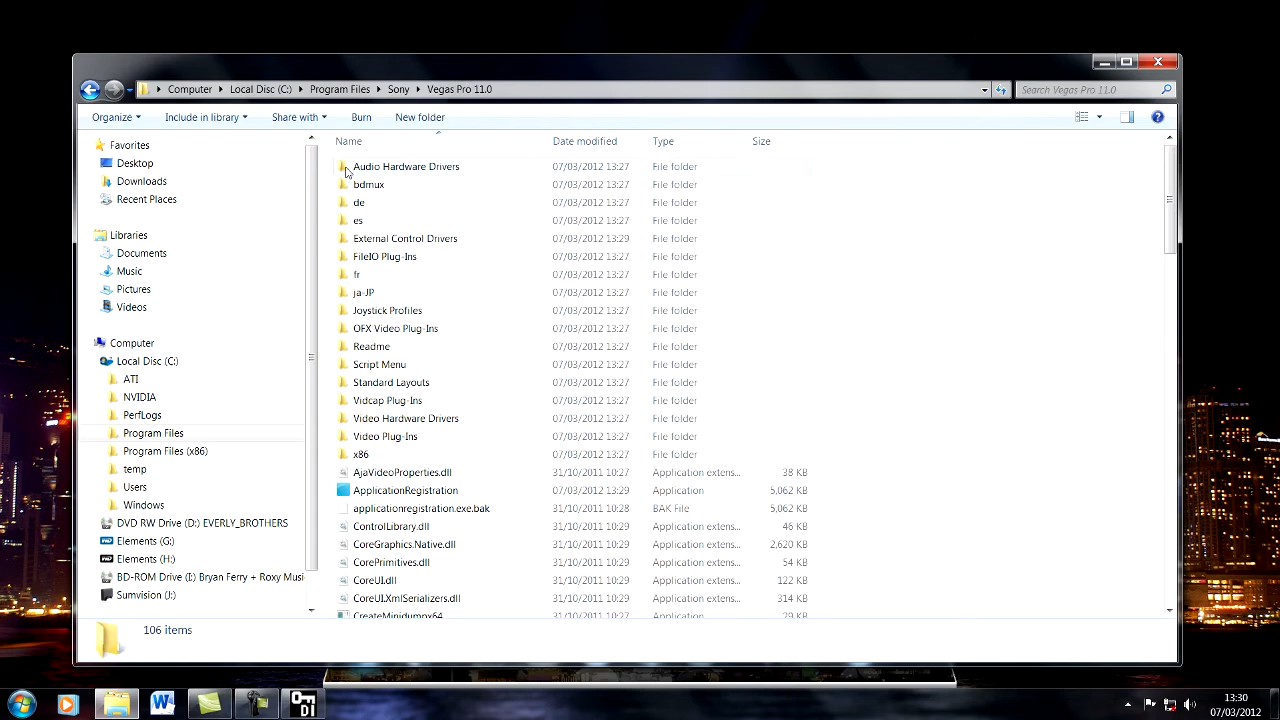 Computer Local Disc (C:) Program Files Sony Vegas Pro 11.0 Search Vegas Pro 11.0
Organize Include in library Share with Burn New folder
Favorites
Desktop
Downloads
Recent Places
Libraries
Documents
Music
Pictures
Videos
Computer
Local Disc (C:)
ATI
NVIDIA
PerfLogs
Program Files
Program Files (x86)
temp
Users
Windows
DVD RW Drive (D:) EVERLY_BROTHERS
Elements (G:)
Elements (H:)
BD-ROM Drive (I:) Bryan Ferry + Roxy Musi
Sumvision (J:)
Name Date modified Type Size
Audio Hardware Drivers 07/03/2012 13:27 File folder
bdmux 07/03/2012 13:27 File folder
de 07/03/2012 13:27 File folder
es 07/03/2012 13:27 File folder
External Control Drivers 07/03/2012 13:29 File folder
FileIO Plug-Ins 07/03/2012 13:27 File folder
fr 07/03/2012 13:27 File folder
ja-JP 07/03/2012 13:27 File folder
Joystick Profiles 07/03/2012 13:27 File folder
OFX Video Plug-Ins 07/03/2012 13:27 File folder
Readme 07/03/2012 13:27 File folder
Script Menu 07/03/2012 13:27 File folder
Standard Layouts 07/03/2012 13:27 File folder
Vidcap Plug-Ins 07/03/2012 13:27 File folder
Video Hardware Drivers 07/03/2012 13:27 File folder
Video Plug-Ins 07/03/2012 13:27 File folder
x86 07/03/2012 13:27 File folder
AjaVideoProperties.dll 31/10/2011 10:27 Application extens... 38 KB
ApplicationRegistration 07/03/2012 13:29 Application 5,062 KB
applicationregistration.exe.bak 31/10/2011 10:28 BAK File 5,062 KB
ControlLibrary.dll 31/10/2011 10:29 Application extens... 46 KB
CoreGraphics.Native.dll 31/10/2011 10:29 Application extens... 2,620 KB
CorePrimitives.dll 31/10/2011 10:29 Application extens... 54 KB
CoreUI.dll 31/10/2011 10:29 Application extens... 122 KB
CoreUI.XmlSerializers.dll 31/10/2011 10:29 Application extens... 314 KB
CreateMinidumpx64 31/10/2011 10:27 Application 29 KB
106 items
DI
13:30
07/03/2012